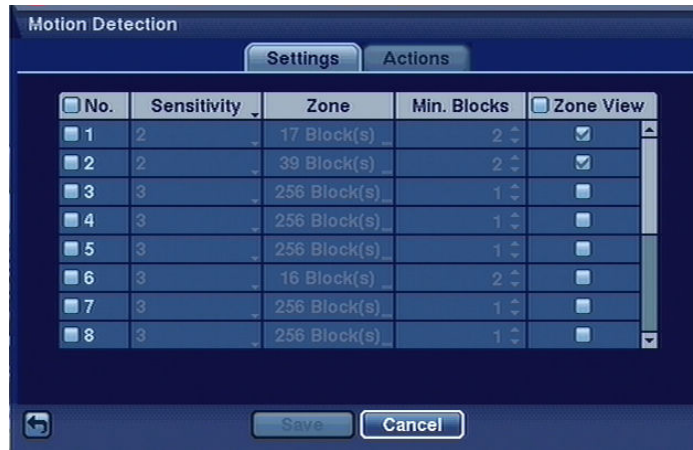 Motion Detection
Settings Actions
No. Sensitivity Zone Min. Blocks Zone View
1 2 17 Block(s) 2
2 2 39 Block(s) 2
3 3 256 Block(s) 1
4 3 256 Block(s) 1
5 3 256 Block(s) 1
6 3 16 Block(s) 2
7 3 256 Block(s) 1
8 3 256 Block(s) 1
Save Cancel